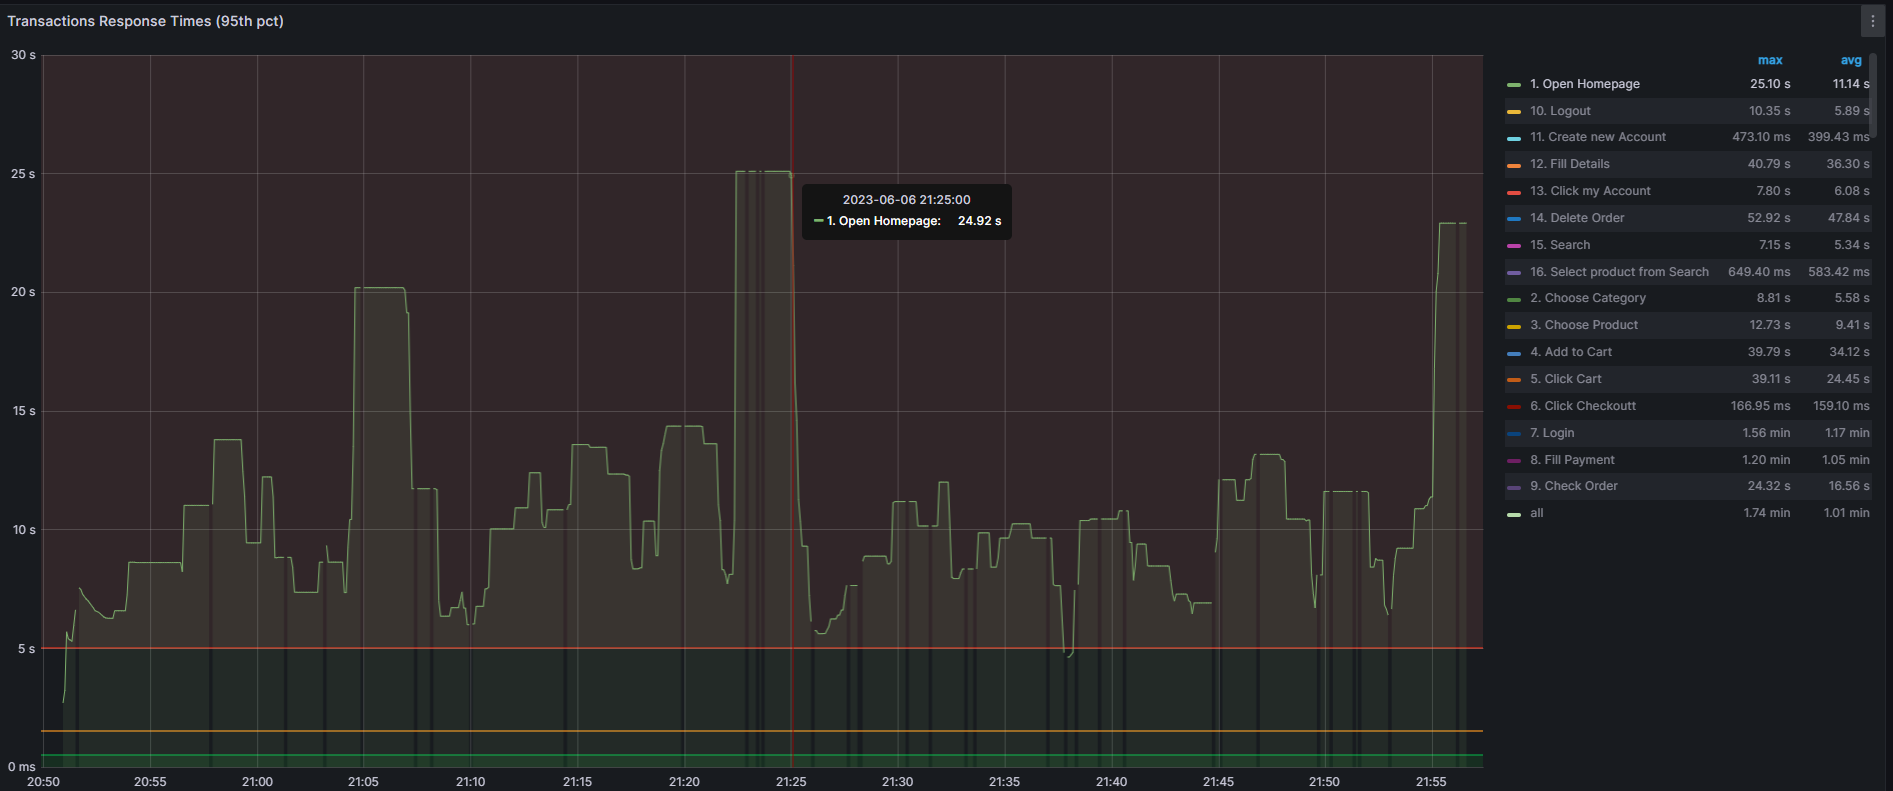 Transactions Response Times (95th pct)
30 s
25 s
20 s
15 s
10 s
5 s
0 ms
20:50 20:55 21:00 21:05 21:10 21:15 21:20 21:25 21:30 21:35 21:40 21:45 21:50 21:55
2023-06-06 21:25:00
1. Open Homepage: 24.92 s
max avg
1. Open Homepage 25.10 s 11.14 s
10. Logout 10.35 s 5.89 s
11. Create new Account 473.10 ms 399.43 ms
12. Fill Details 40.79 s 36.30 s
13. Click my Account 7.80 s 6.08 s
14. Delete Order 52.92 s 47.84 s
15. Search 7.15 s 5.34 s
16. Select product from Search 649.40 ms 583.42 ms
2. Choose Category 8.81 s 5.58 s
3. Choose Product 12.73 s 9.41 s
4. Add to Cart 39.79 s 34.12 s
5. Click Cart 39.11 s 24.45 s
6. Click Checkoutt 166.95 ms 159.10 ms
7. Login 1.56 min 1.17 min
8. Fill Payment 1.20 min 1.05 min
9. Check Order 24.32 s 16.56 s
all 1.74 min 1.01 min